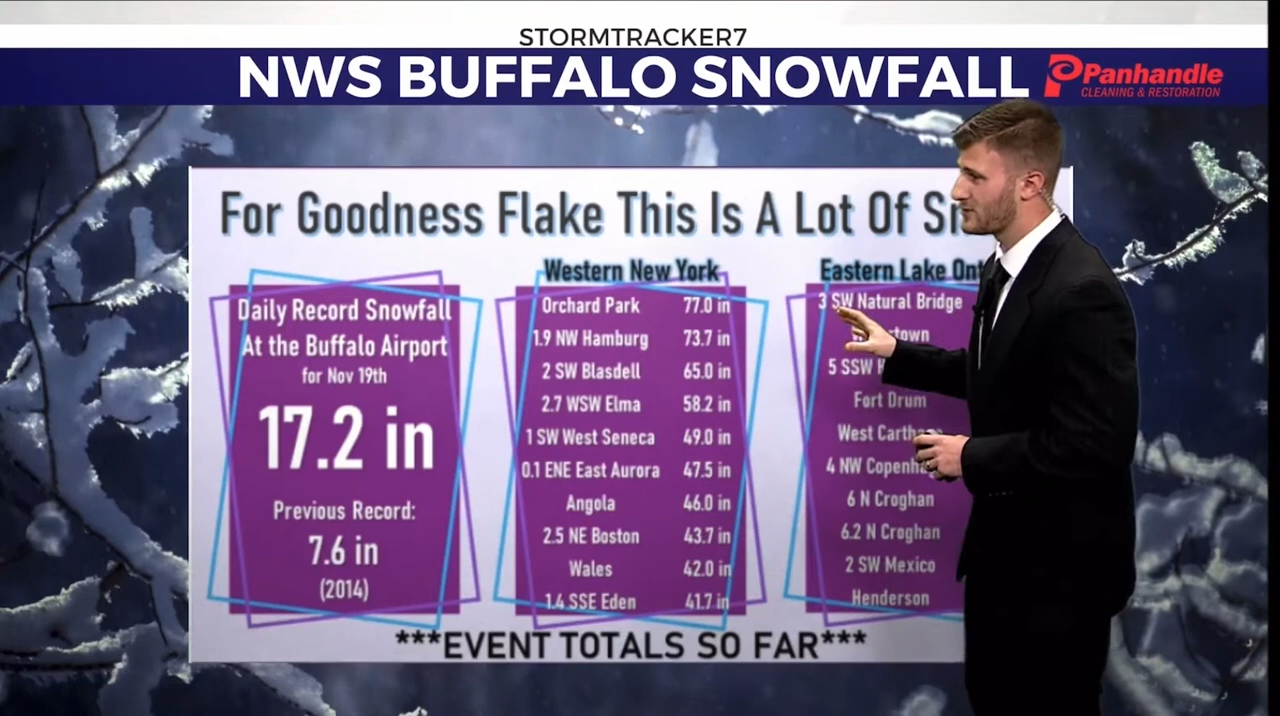 STORMTRACKER7
NWS BUFFALO SNOWFALL
Panhandle
CLEANING & RESTORATION
For Goodness Flake This Is A Lot Of
Daily Record Snowfall
At the Buffalo Airport
for Nov 19th
17.2 in
Previous Record:
7.6 in
(2014)
Western New York
Orchard Park 77.0 in
1.9 NW Hamburg 73.7 in
2 SW Blasdell 65.0 in
2.7 WSW Elma 58.2 in
1 SW West Seneca 49.0 in
0.1 ENE East Aurora 47.5 in
Angola 46.0 in
2.5 NE Boston 43.7 in
Wales 42.0 in
1.4 SSE Eden 41.7 in
Eastern Lake
3 SW Natural Bridge
5 SSW
Fort Drum
West
4 NW
6 N Croghan
6.2 N Croghan
2 SW Mexico
Henderson
***EVENT TOTALS SO FAR***